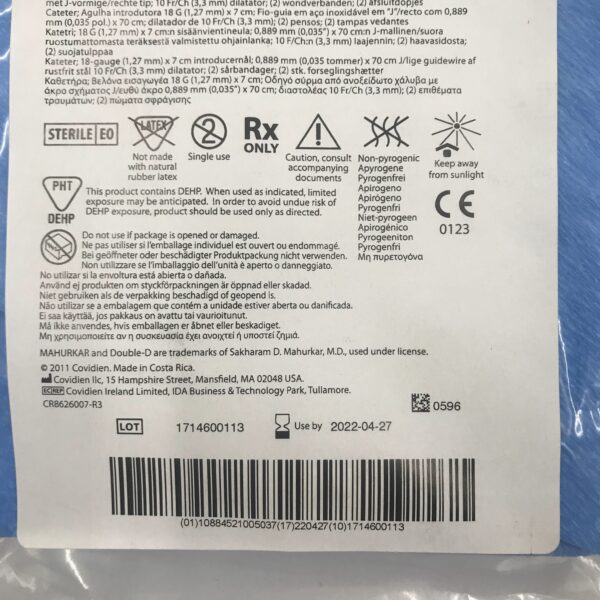 met J-vormige/rechte tip; 10 Fr/Ch (3,3 mm) dilatator; (2) wondverbanden; (2) afsluitdopjes
Cateter; Agulha introdutora 18 G (1,27 mm) x 7 cm; Fio-guia em aço inoxidável em "J"/recto com 0,889
mm (0,035 pol.) x 70 cm; dilatador de 10 Fr/Ch (3,3 mm); (2) pensos; (2) tampas vedantes
Katetri; 18 G (1,27 mm) x 7 cm:n sisäänvientineula; 0,889 mm (0,035") x 70 cm:n J-mallinen/suora
ruostumattomasta teräksestä valmistettu ohjainlanka; 10 Fr/Ch:n (3,3 mm) laajennin; (2) haavasidosta;
(2) suojatulppaa
Kateter; 18-gauge (1,27 mm) x 7 cm introducernål; 0,889 mm (0,035 tommer) x 70 cm J/lige guidewire af
rustfrit stål 10 Fr/Ch (3,3 mm) dilatator; (2) sårbandager; (2) stk. forseglingshætter
Καθετήρα; Βελόνα εισαγωγέα 18 G (1,27 mm) x 7 cm; Οδηγό σύρμα από ανοξείδωτο χάλυβα με
άκρο σχήματος J/ευθύ άκρο 0,889 mm (0,035") x 70 cm; διαστολέας 10 Fr/Ch (3,3 mm); (2) επιθέματα
τραυμάτων; (2) πώματα σφράγισης
STERILE EO
LATEX
2
Rx
ONLY
Not made
with natural
rubber latex
Single use
Caution, consult
accompanying
documents
Non-pyrogenic
Apyrogene
Pyrogenfrei
Apirogeno
Apirógeno
Pyrogenfri
Niet-pyrogeen
Apirogénico
Pyrogeeniton
Pyrogenfri
Μη πυρετογόνα
Keep away
from sunlight
CE
0123
PHT
DEHP
This product contains DEHP. When used as indicated, limited
exposure may be anticipated. In order to avoid undue risk of
DEHP exposure, product should be used only as directed.
Do not use if package is opened or damaged.
Ne pas utiliser si l'emballage individuel est ouvert ou endommagé.
Bei geöffneter oder beschädigter Produktpackung nicht verwenden.
Non utilizzare se l'imballaggio dell'unità è aperto o danneggiato.
No utilizar si la envoltura está abierta o dañada.
Använd ej produkten om styckförpackningen är öppnad eller skadad.
Niet gebruiken als de verpakking beschadigd of geopend is.
Não utilizar se a embalagem que contém a unidade estiver aberta ou danificada.
Ei saa käyttää, jos pakkaus on avattu tai vaurioitunut.
Må ikke anvendes, hvis emballagen er åbnet eller beskadiget.
Μη χρησιμοποιείτε αν η συσκευασία έχει ανοιχτεί ή υποστεί ζημιά.
MAHURKAR and Double-D are trademarks of Sakharam D. Mahurkar, M.D., used under license.
© 2011 Covidien. Made in Costa Rica.
Covidien llc, 15 Hampshire Street, Mansfield, MA 02048 USA.
EC REP Covidien Ireland Limited, IDA Business & Technology Park, Tullamore.
CR8626007-R3
0596
LOT 1714600113 Use by 2022-04-27
(01)10884521005037(17)220427(10)1714600113